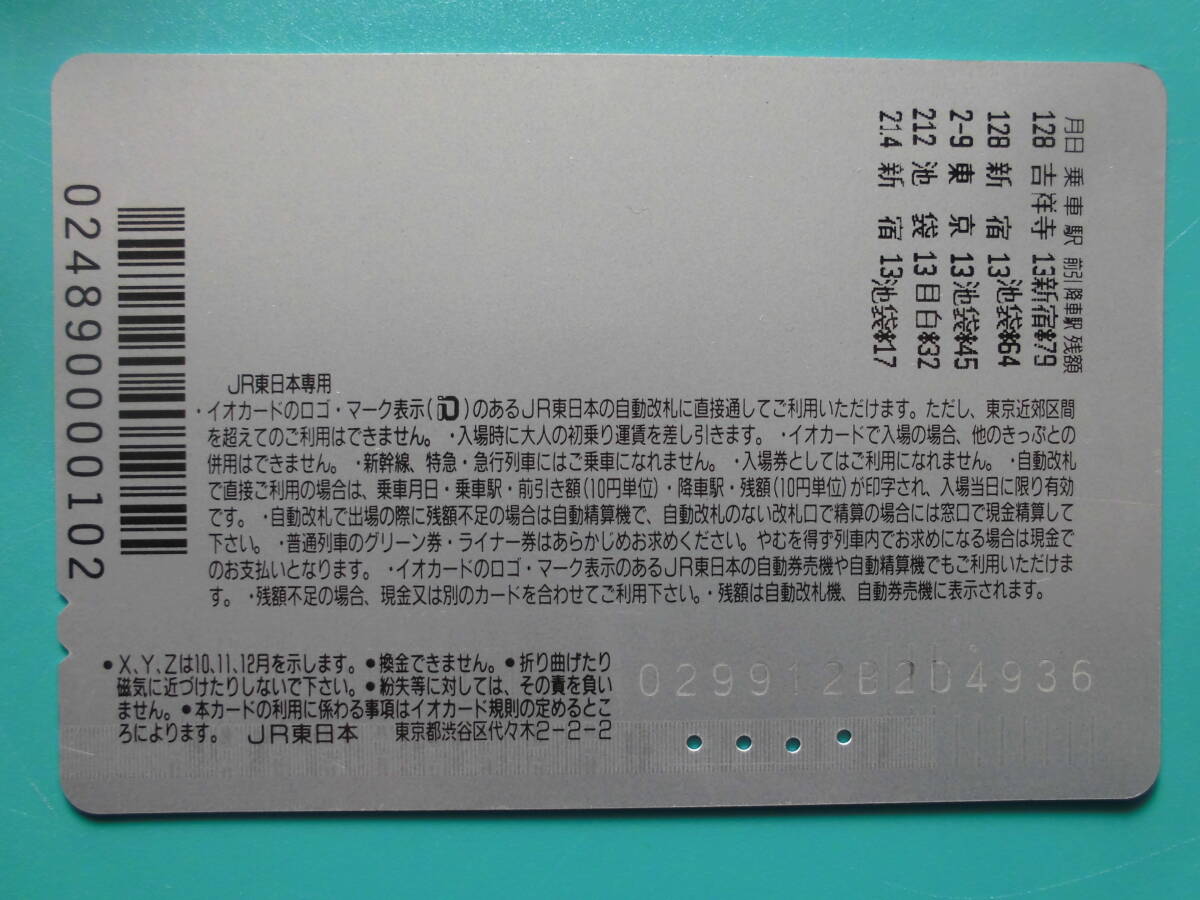 月日 乗車駅 前引 降車駅 残額
128 吉祥寺 13新宿*79
128 新 宿 13池袋*64
2-9 東 京 13池袋*45
212 池 袋 13目白*32
214 新 宿 13池袋*17
0248900000102
JR東日本専用
・イオカードのロゴ・マーク表示( )のあるJR東日本の自動改札に直接通してご利用いただけます。ただし、東京近郊区間
を超えてのご利用はできません。 ・入場時に大人の初乗り運賃を差し引きます。 ・イオカードで入場の場合、他のきっぷとの
併用はできません。 ・新幹線、特急・急行列車にはご乗車になれません。 ・入場券としてはご利用になれません。 ・自動改札
で直接ご利用の場合は、乗車月日・乗車駅・前引き額(10円単位)・降車駅・残額(10円単位)が印字され、入場当日に限り有効
です。 ・自動改札で出場の際に残額不足の場合は自動精算機で、自動改札のない改札口で精算の場合には窓口で現金精算して
下さい。 ・普通列車のグリーン券・ライナー券はあらかじめお求めください。やむを得ず列車内でお求めになる場合は現金で
のお支払いとなります。 ・イオカードのロゴ・マーク表示のあるJR東日本の自動券売機や自動精算機でもご利用いただけま
す。 ・残額不足の場合、現金又は別のカードを合わせてご利用下さい。・残額は自動改札機、自動券売機に表示されます。
●X、Y、Zは10、11、12月を示します。 ●換金できません。 ●折り曲げたり
磁気に近づけたりしないで下さい。 ●紛失等に対しては、その責を負い
ません。 ●本カードの利用に係わる事項はイオカード規則の定めるとこ
ろによります。 JR東日本 東京都渋谷区代々木2-2-2